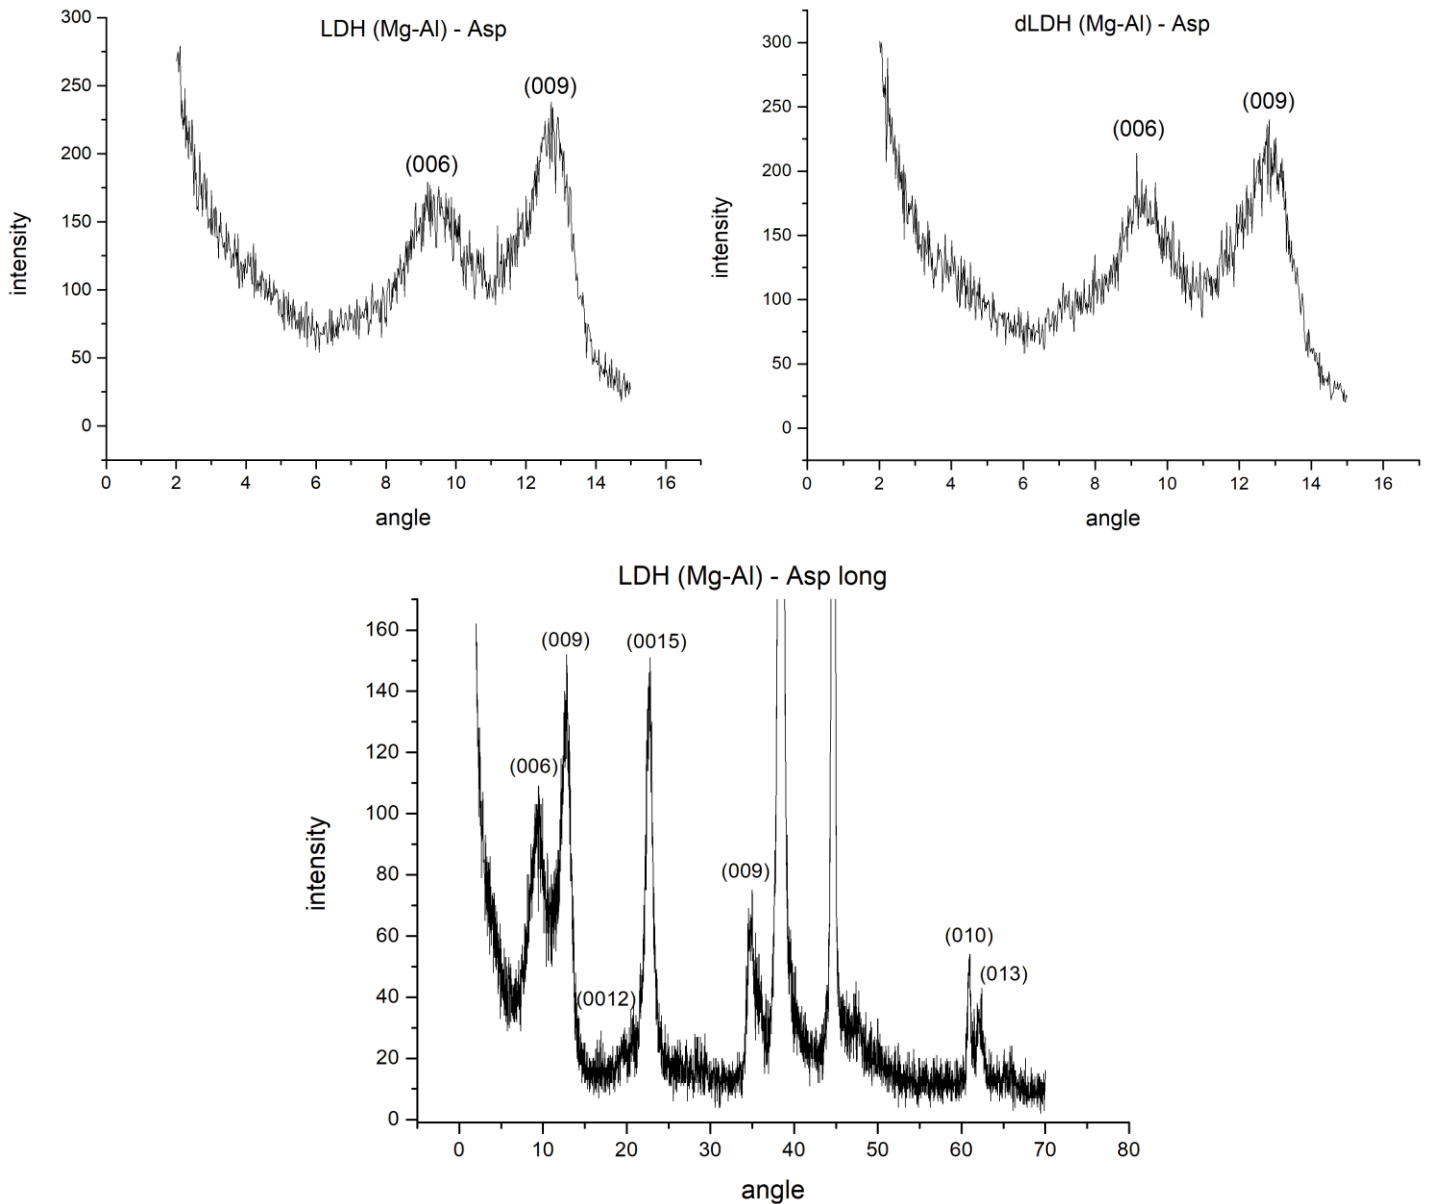 LDH (Mg-Al) - Asp
300
250
200
150
100
50
0
(006)
(009)
intensity
0 2 4 6 8 10 12 14 16
angle
dLDH (Mg-Al) - Asp
300
250
200
150
100
50
0
(006)
(009)
intensity
0 2 4 6 8 10 12 14 16
angle
LDH (Mg-Al) - Asp long
160
140
120
100
80
60
40
20
0
(009)
(0015)
(006)
(009)
(010)
(013)
(0012)
intensity
0 10 20 30 40 50 60 70 80
angle